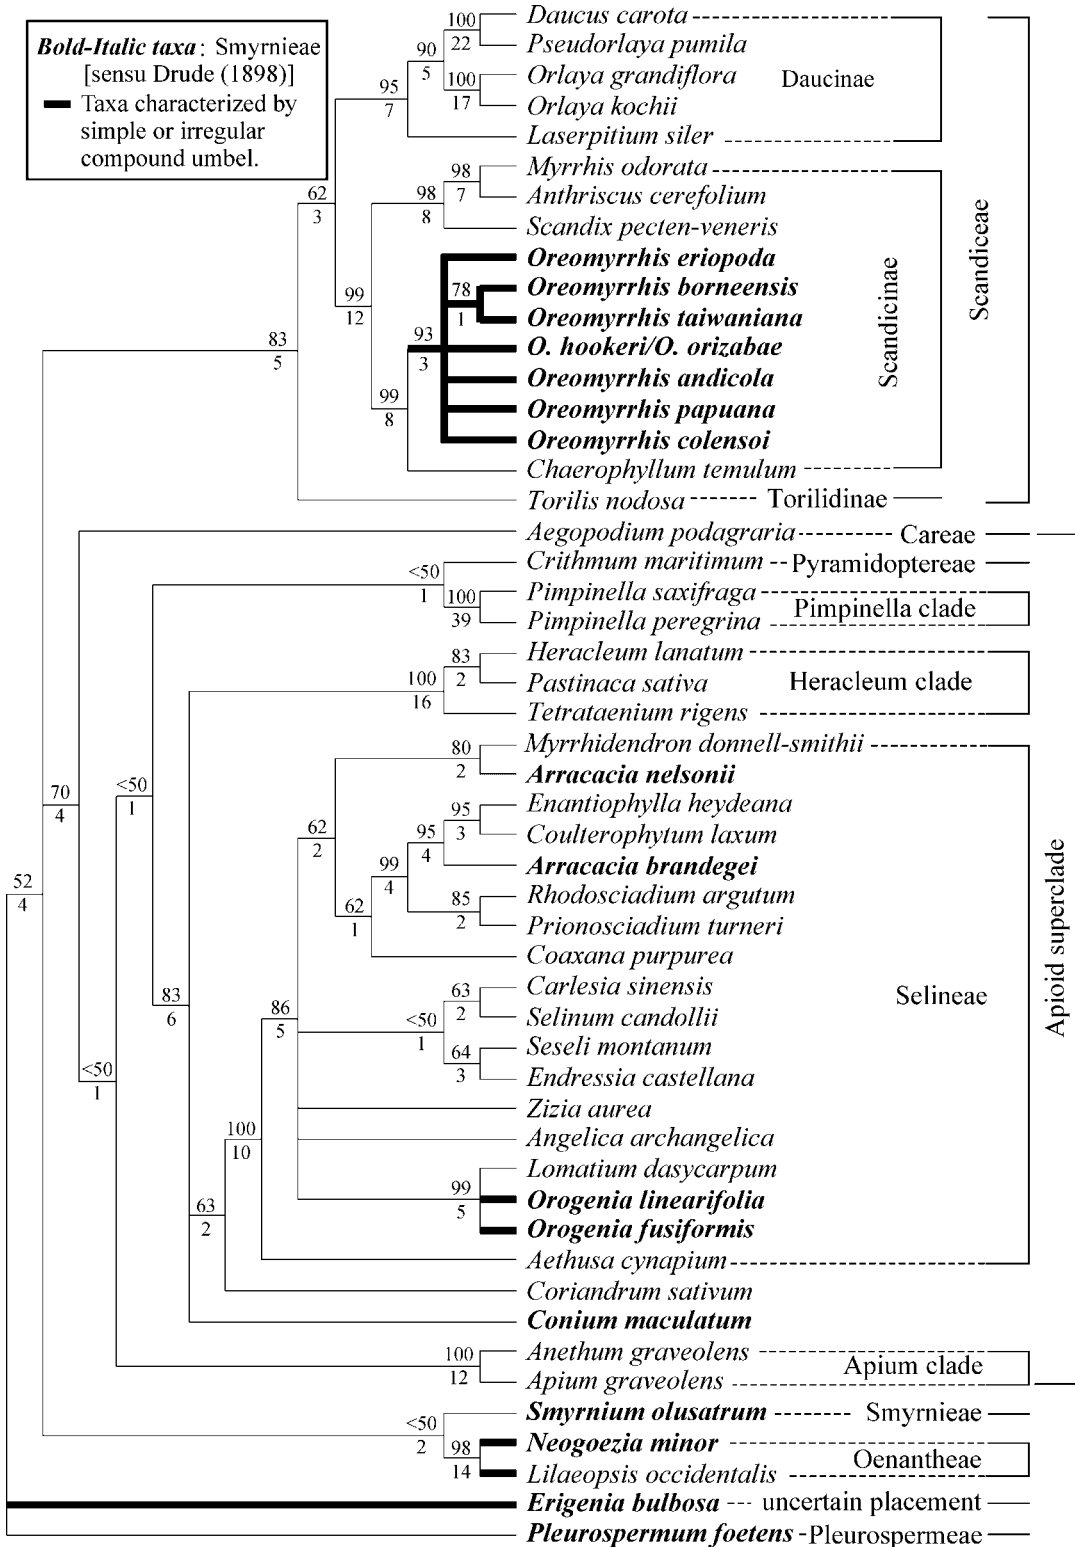 Bold-Italic taxa: Smyrnieae
[sensu Drude (1898)]
Taxa characterized by
simple or irregular
compound umbel.
100
22
Daucus carota
Pseudorlaya pumila
90
5
100
17
Orlaya grandiflora
Orlaya kochii
Daucinae
95
7
Laserpitium siler
62
3
98
7
Myrrhis odorata
Anthriscus cerefolium
98
8
Scandix pecten-veneris
Oreomyrrhis eriopoda
78
1
Oreomyrrhis borneensis
Oreomyrrhis taiwaniana
99
12
93
3
O. hookeri/O. orizabae
Oreomyrrhis andicola
99
8
Oreomyrrhis papuana
Oreomyrrhis colensoi
Chaerophyllum temulum
Scandicinae
Scandiceae
83
5
Torilis nodosa
Torilidinae
Aegopodium podagraria
Careae
<50
1
Crithmum maritimum
Pyramidoptereae
100
39
Pimpinella saxifraga
Pimpinella peregrina
Pimpinella clade
83
2
Heracleum lanatum
Pastinaca sativa
100
16
Tetrataenium rigens
Heracleum clade
80
2
Myrrhidendron donnell-smithii
Arracacia nelsonii
70
4
<50
1
62
2
95
3
Enantiophylla heydeana
Coulterophytum laxum
95
4
Arracacia brandegei
99
4
85
2
Rhodosciadium argutum
Prionosciadium turneri
62
1
Coaxana purpurea
52
4
63
2
Carlesia sinensis
Selinum candollii
Selineae
Apioid superclade
83
6
86
5
<50
1
64
3
Seseli montanum
Endressia castellana
<50
1
Zizia aurea
100
10
Angelica archangelica
Lomatium dasycarpum
99
5
Orogenia linearifolia
Orogenia fusiformis
63
2
Aethusa cynapium
Coriandrum sativum
Conium maculatum
100
12
Anethum graveolens
Apium graveolens
Apium clade
<50
2
Smyrnium olusatrum
Smyrnieae
98
14
Neogoezia minor
Lilaeopsis occidentalis
Oenantheae
Erigenia bulbosa
uncertain placement
Pleurospermum foetens
Pleurospermeae